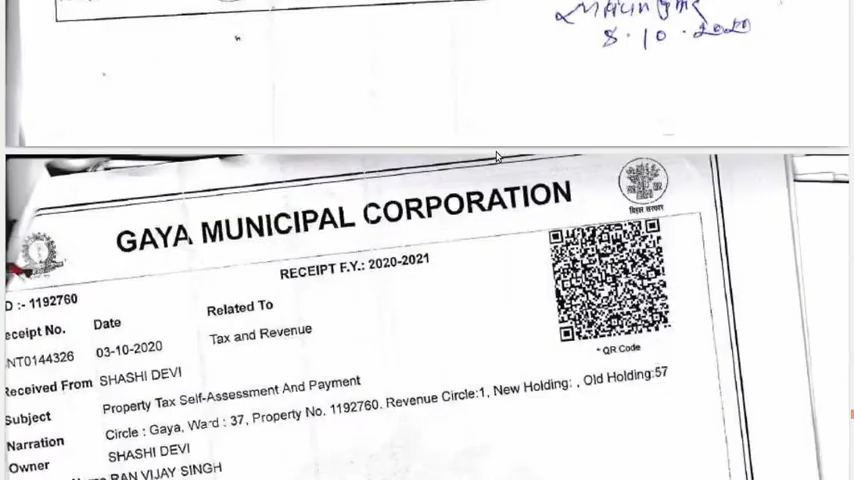 8.10.2020
GAYA MUNICIPAL CORPORATION
बिहार सरकार
RECEIPT F.Y.: 2020-2021
D :- 1192760
eceipt No. Date Related To
NT0144326 03-10-2020 Tax and Revenue
* QR Code
Received From SHASHI DEVI
Subject Property Tax Self-Assessment And Payment
Narration Circle : Gaya, Ward : 37, Property No. 1192760. Revenue Circle:1, New Holding: , Old Holding:57
Owner SHASHI DEVI
RAN VIJAY SINGH